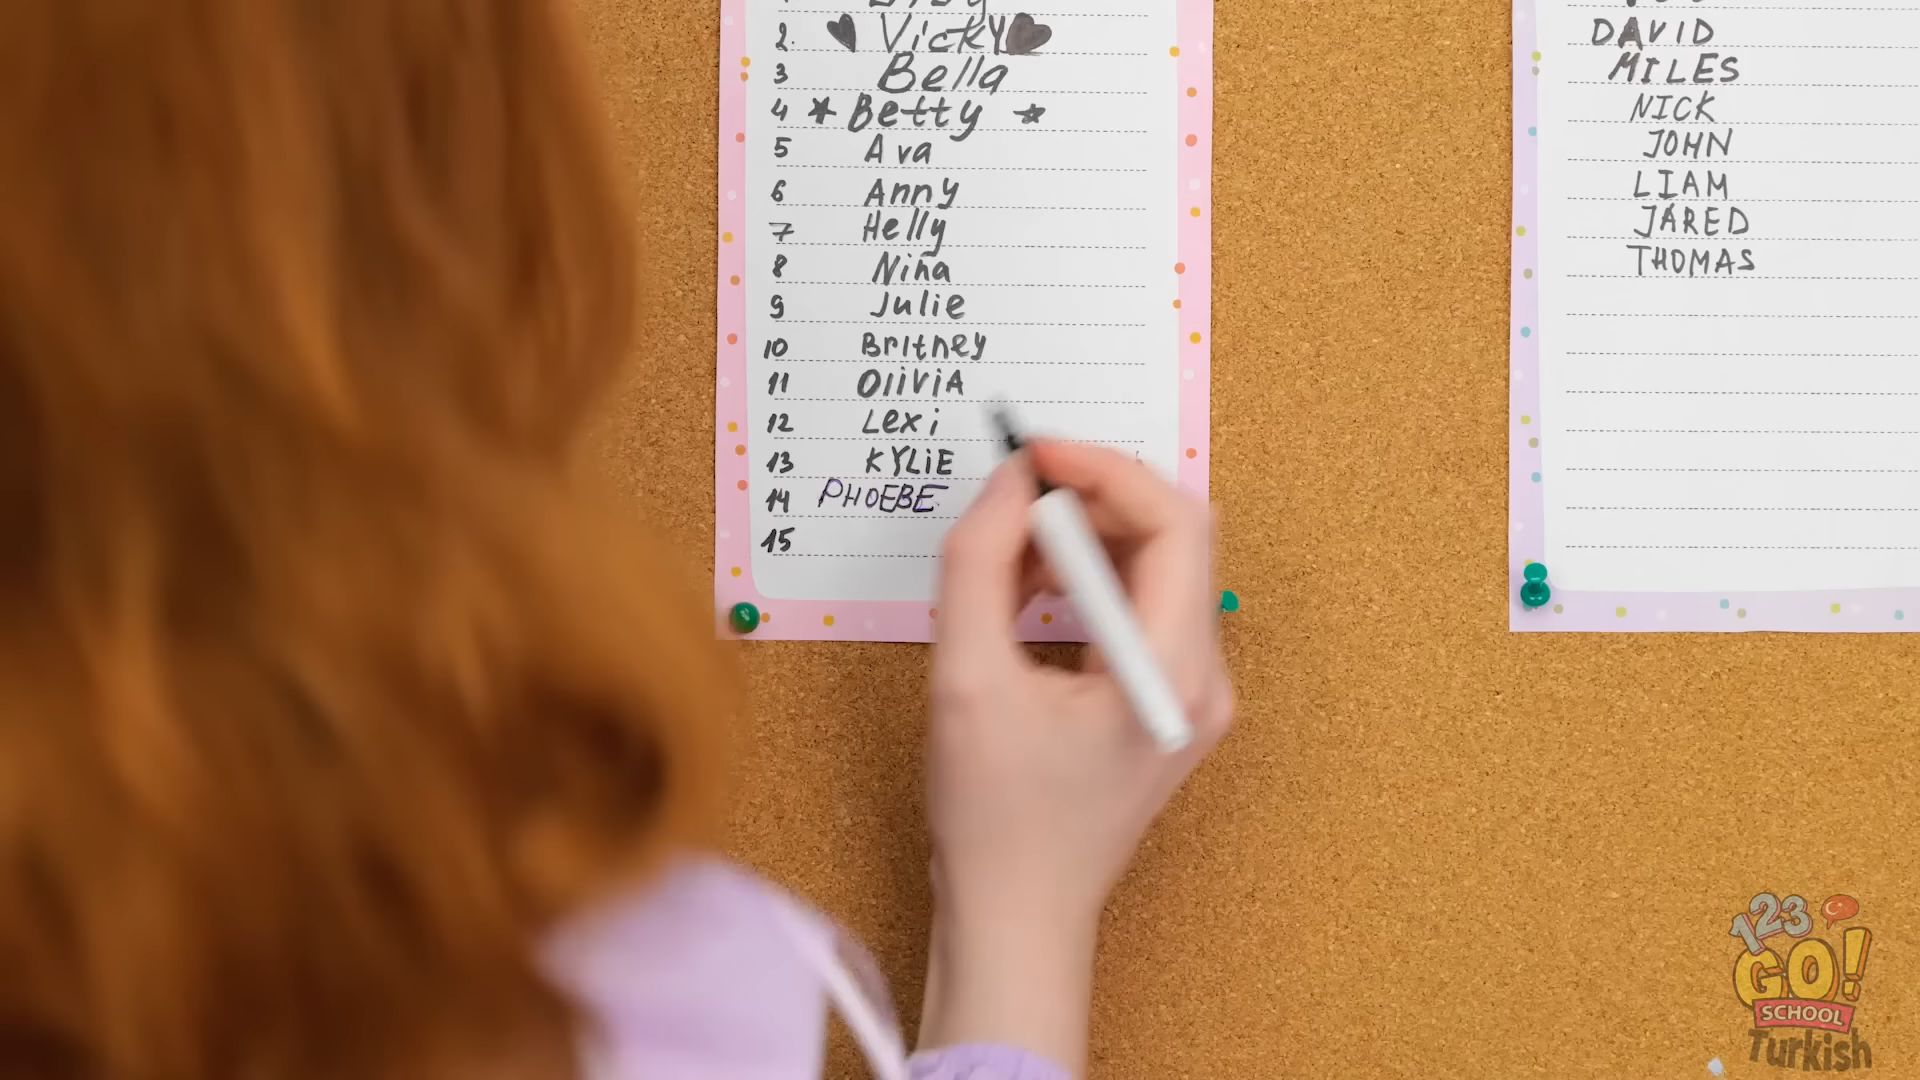 2. Vicky
3 Bella
4 * Betty *
5 Ava
6 Anny
7 Helly
8 Nina
9 Julie
10 Britney
11 OliviA
12 Lexi
13 KYLiE
14 PHOEBE
15
DAVID
MILES
NICK
JOHN
LIAM
JARED
THOMAS
123 GO!
SCHOOL
Turkish